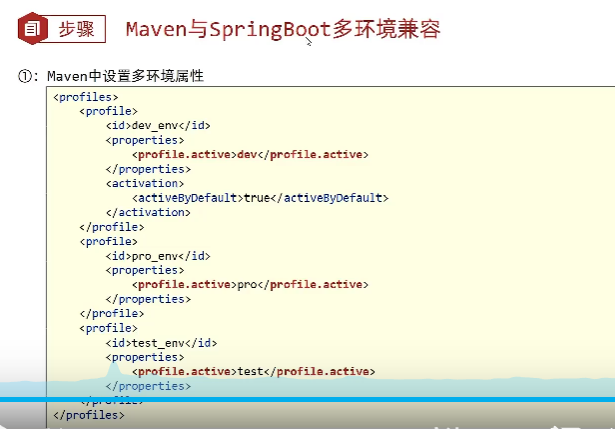 步骤
Maven与SpringBoot多环境兼容
①：Maven中设置多环境属性
<profiles>
<profile>
<id>dev_env</id>
<properties>
<profile.active>dev</profile.active>
</properties>
<activation>
<activeByDefault>true</activeByDefault>
</activation>
</profile>
<profile>
<id>pro_env</id>
<properties>
<profile.active>pro</profile.active>
</properties>
</profile>
<profile>
<id>test_env</id>
<properties>
<profile.active>test</profile.active>
</properties>
</profile>
</profiles>